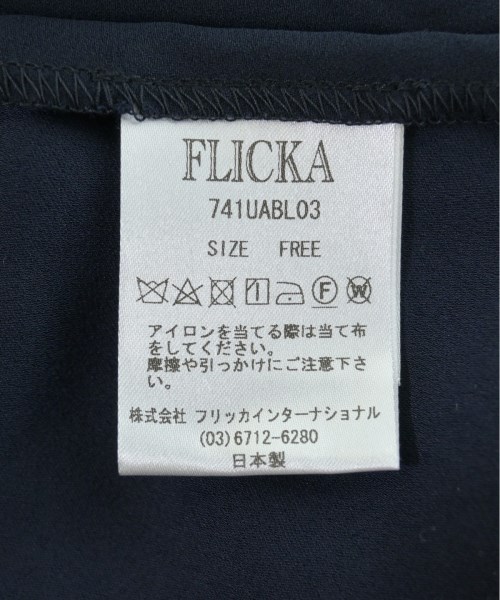 FLICKA
741UABL03
SIZE FREE
F W
アイロンを当てる際は当て布
をしてください。
摩擦や引っかけにご注意下さ
い。
株式会社 フリッカインターナショナル
(03)6712-6280
日本製